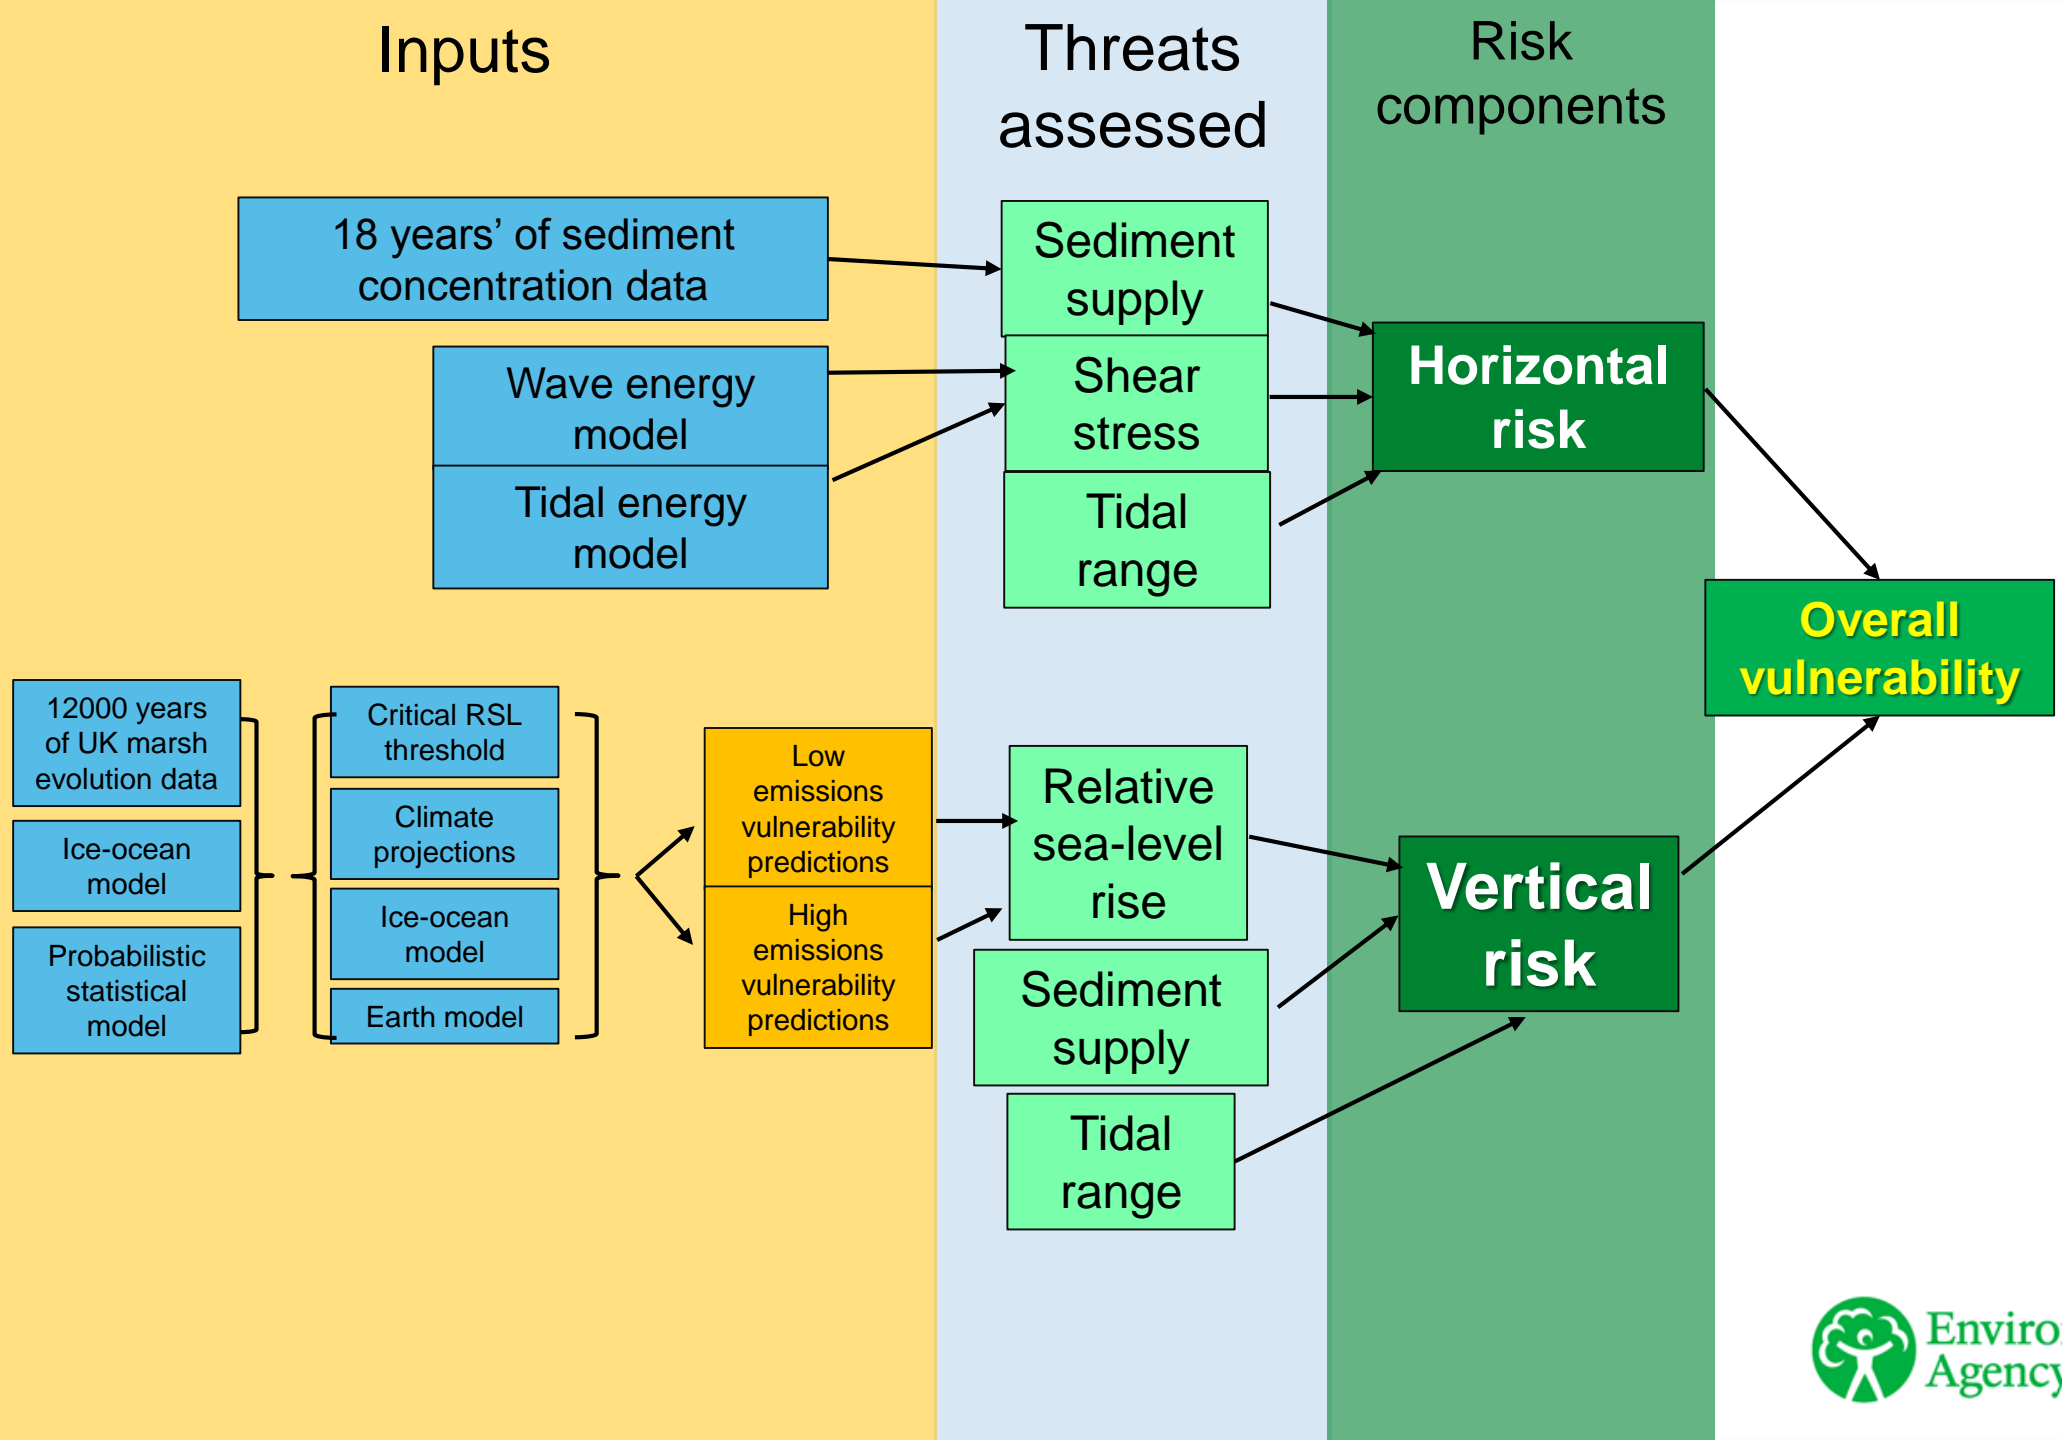 Inputs
Threats
assessed
Risk
components
18 years’ of sediment
concentration data
Wave energy
model
Tidal energy
model
Sediment
supply
Shear
stress
Tidal
range
Horizontal
risk
Overall
vulnerability
12000 years
of UK marsh
evolution data
Ice-ocean
model
Probabilistic
statistical
model
Critical RSL
threshold
Climate
projections
Ice-ocean
model
Earth model
Low
emissions
vulnerability
predictions
High
emissions
vulnerability
predictions
Relative
sea-level
rise
Sediment
supply
Tidal
range
Vertical
risk
Agency